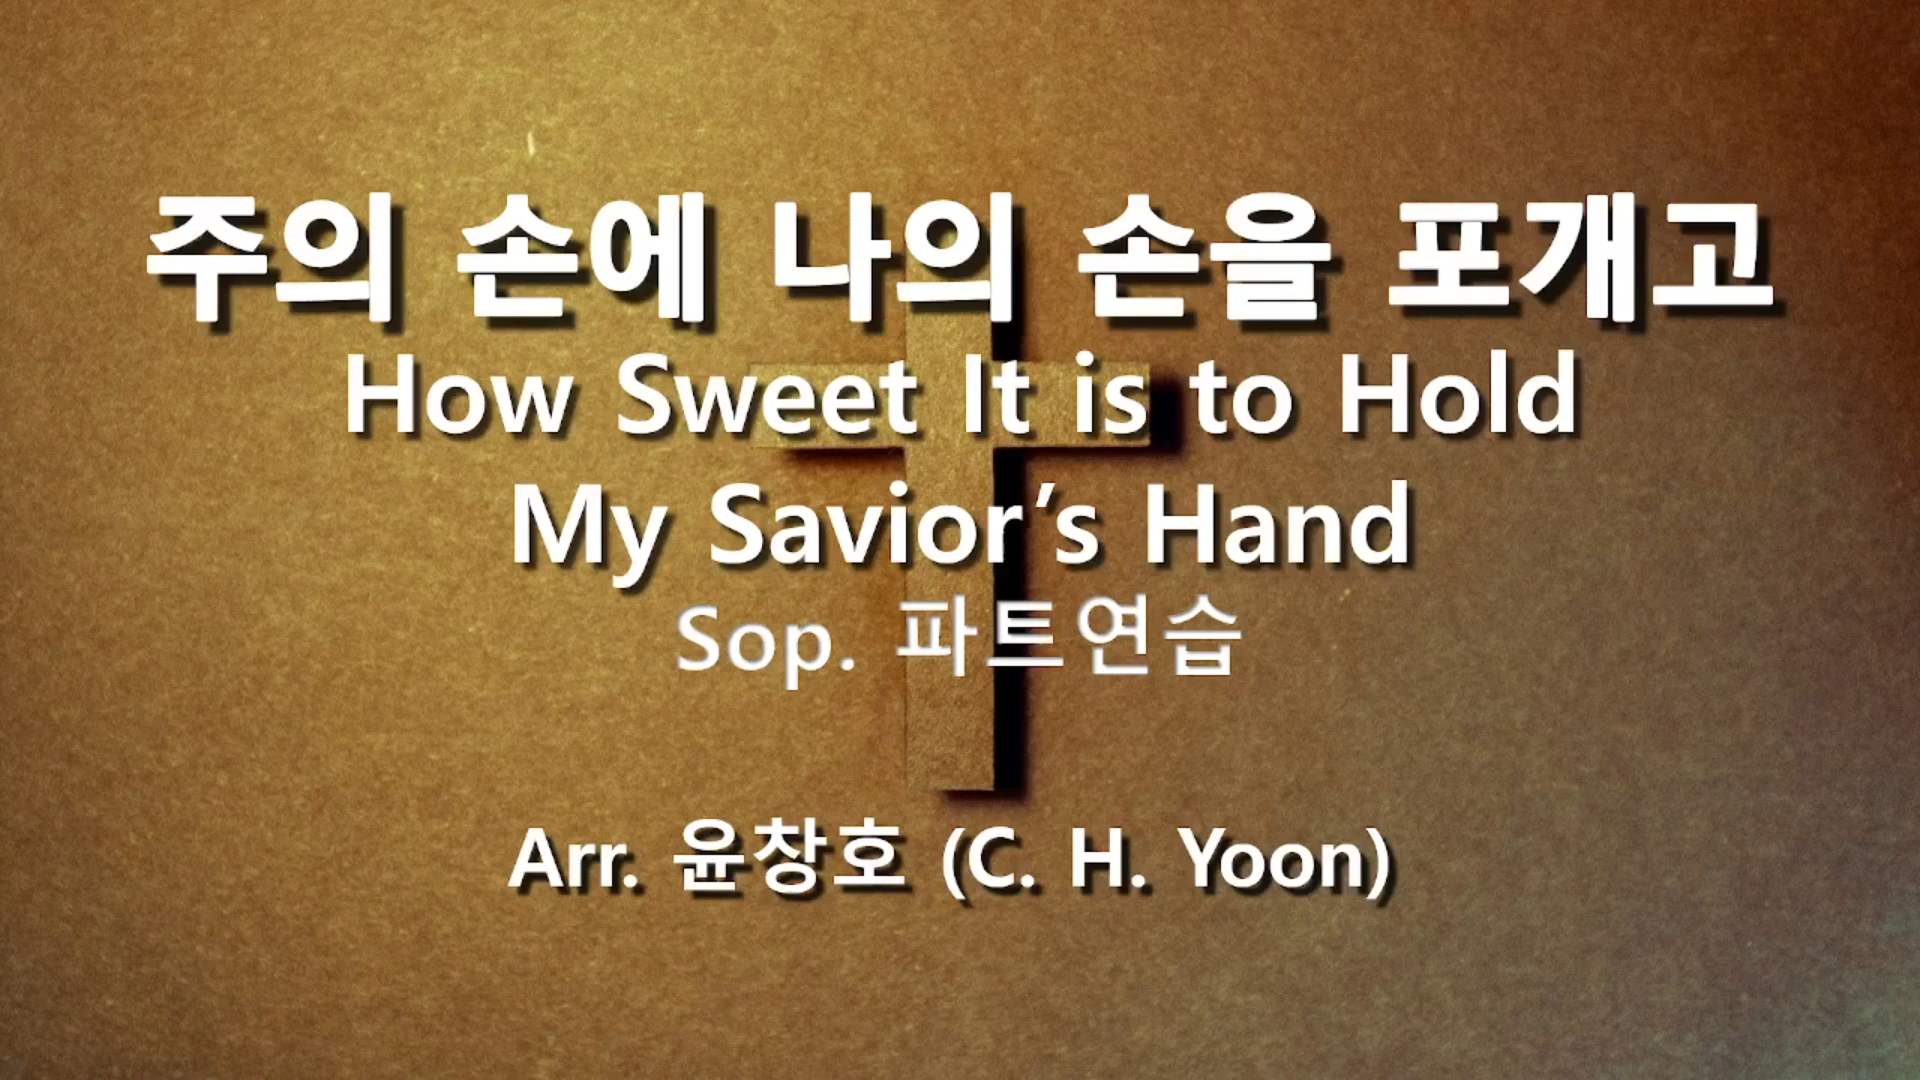 주의 손에 나의 손을 포개고
How Sweet It is to Hold
My Savior's Hand
Sop. 파트연습
Arr. 윤창호 (C. H. Yoon)